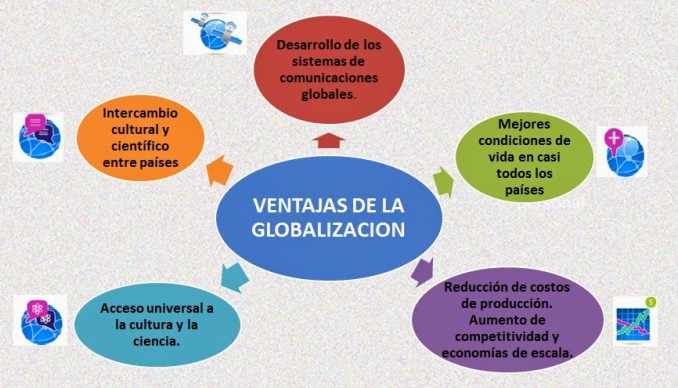 Desarrollo de los
sistemas de
comunicaciones
globales.
Intercambio
cultural y
científico
entre países
Mejores
condiciones de
vida en casi
todos los
países
VENTAJAS DE LA
GLOBALIZACION
Acceso universal a
la cultura y la
ciencia.
Reducción de costos
de producción.
Aumento de
competitividad y
economías de escala.